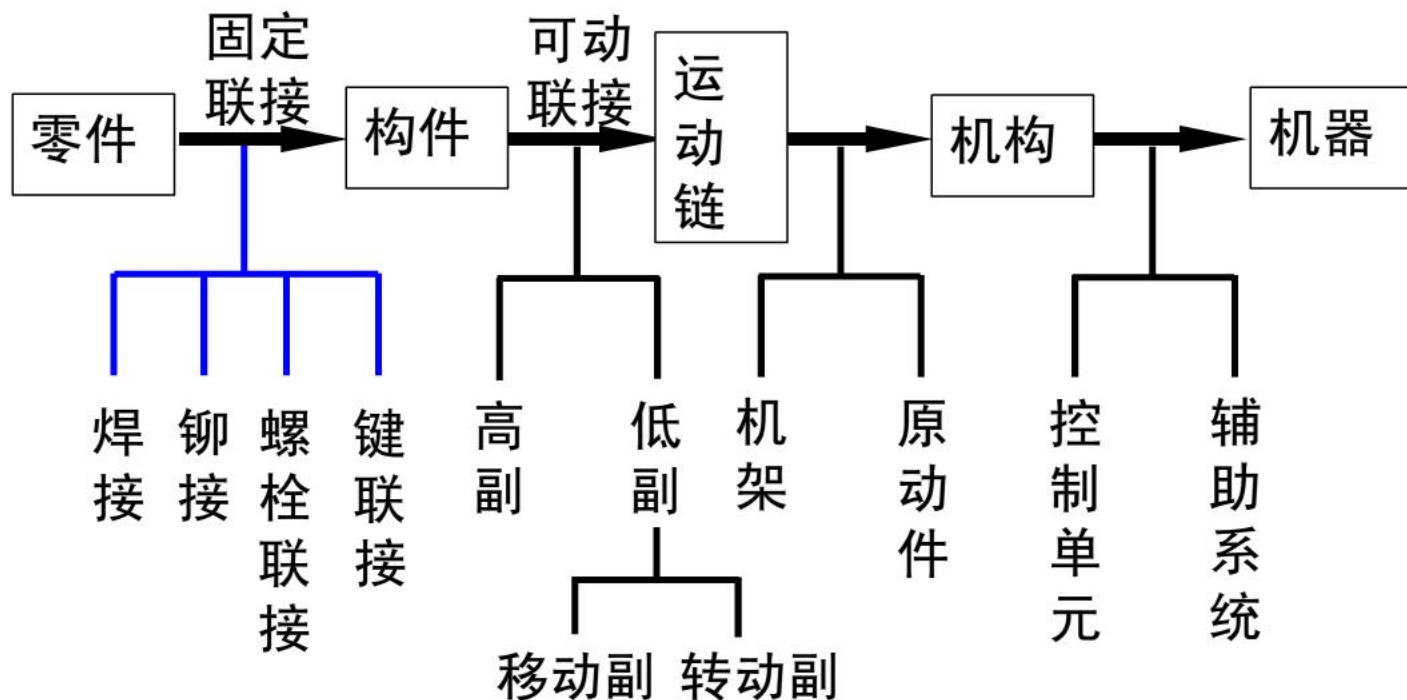 固定
联接
可动
联接
零件
构件
运动链
机构
机器
焊接
铆接
螺栓联接
键联接
高副
低副
机架
原动件
控制单元
辅助系统
移动副
转动副